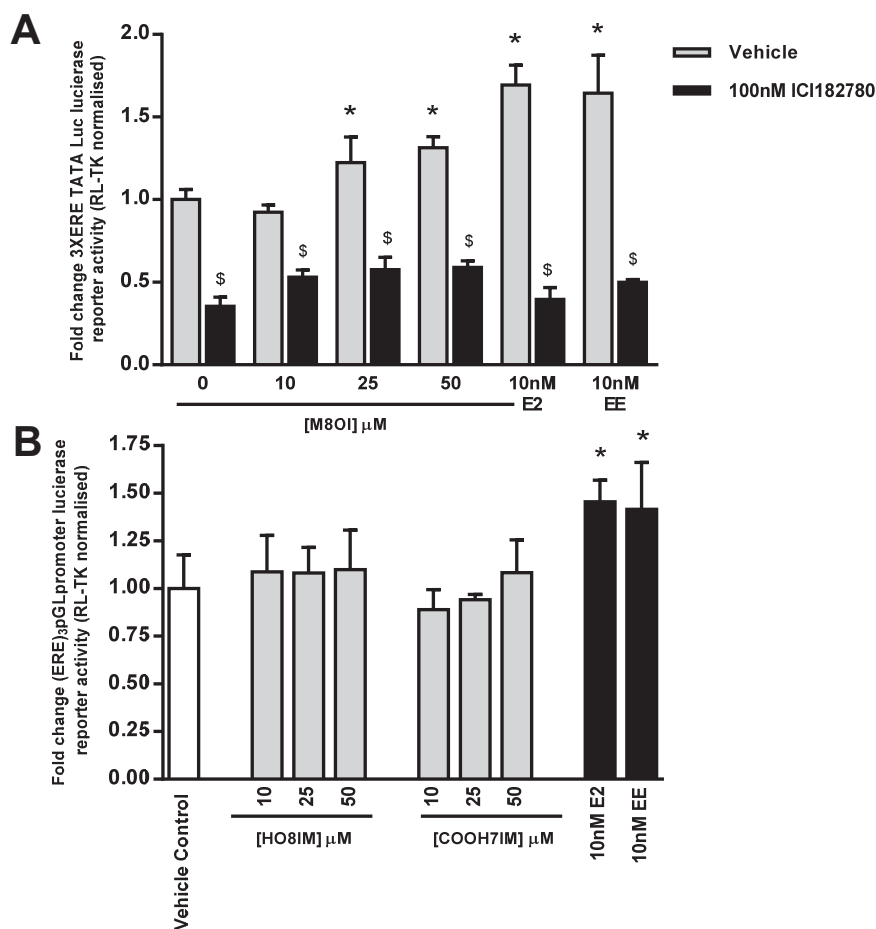 A
Fold change 3XERE TATA Luc lucierase
reporter activity (RL-TK normalised)
2.0
1.5
1.0
0.5
0.0
* * * *
$ $ $ $ $ $
Vehicle
100nM ICI182780
0 10 25 50 10nM 10nM
E2 EE
[M8OI] μM
B
Fold change (ERE)3pGLpromoter lucierase
reporter activity (RL-TK normalised)
1.75
1.50
1.25
1.00
0.75
0.50
0.25
0.00
* *
Vehicle Control
10 25 50
[HO8IM] μM
10 25 50
[COOH7IM] μM
10nM E2
10nM EE